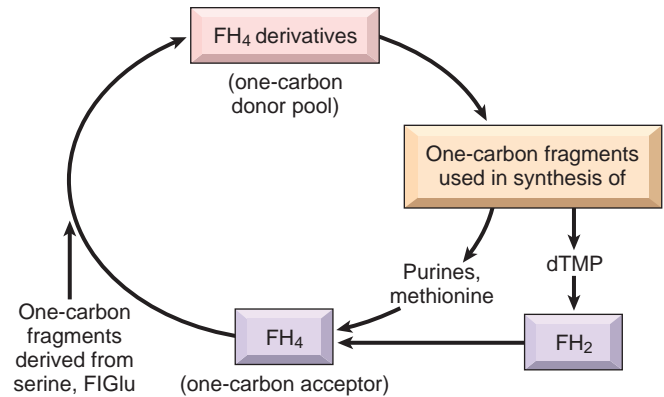 FH₄ derivatives
(one-carbon
donor pool)
One-carbon fragments
used in synthesis of
Purines,
methionine
dTMP
One-carbon
fragments
derived from
serine, FIGlu
FH₄
(one-carbon acceptor)
FH₂